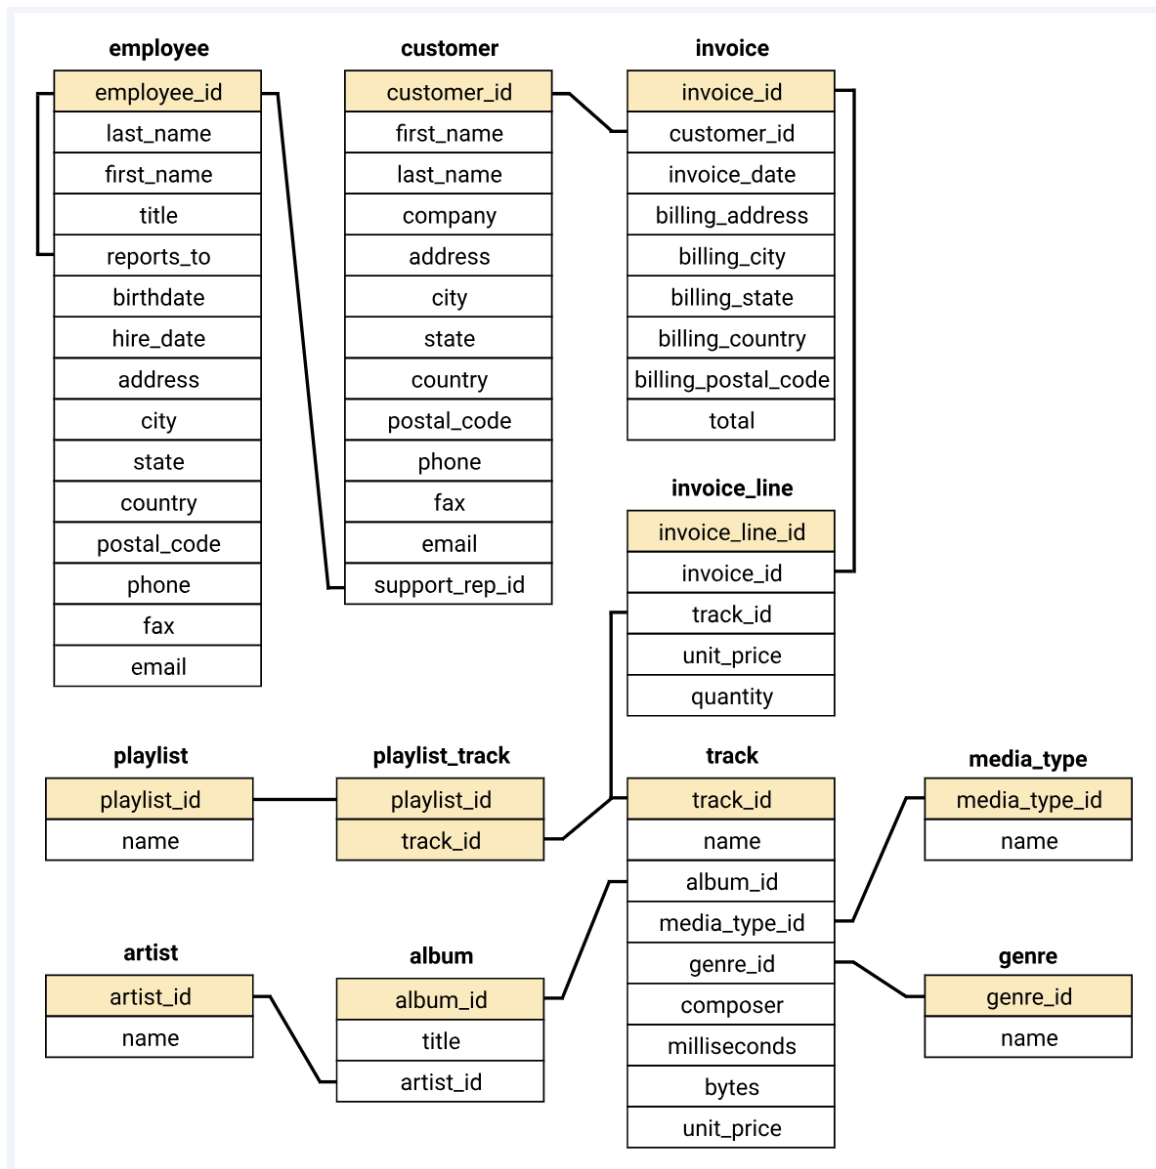 employee
employee_id
last_name
first_name
title
reports_to
birthdate
hire_date
address
city
state
country
postal_code
phone
fax
email
customer
customer_id
first_name
last_name
company
address
city
state
country
postal_code
phone
fax
email
support_rep_id
invoice
invoice_id
customer_id
invoice_date
billing_address
billing_city
billing_state
billing_country
billing_postal_code
total
invoice_line
invoice_line_id
invoice_id
track_id
unit_price
quantity
playlist
playlist_id
name
playlist_track
playlist_id
track_id
track
track_id
name
album_id
media_type_id
genre_id
composer
milliseconds
bytes
unit_price
media_type
media_type_id
name
artist
artist_id
name
album
album_id
title
artist_id
genre
genre_id
name